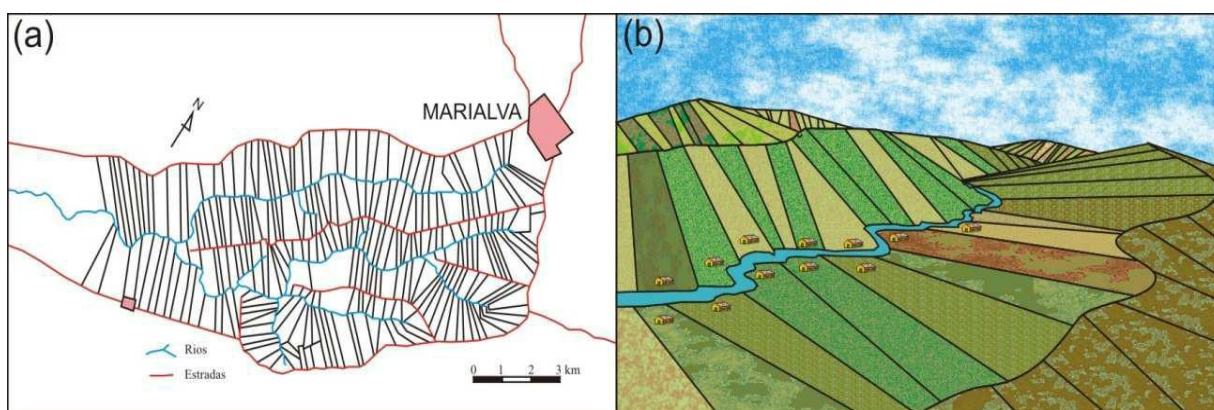 (a)
N
MARIALVA
Rios
Estradas
0 1 2 3 km
(b)